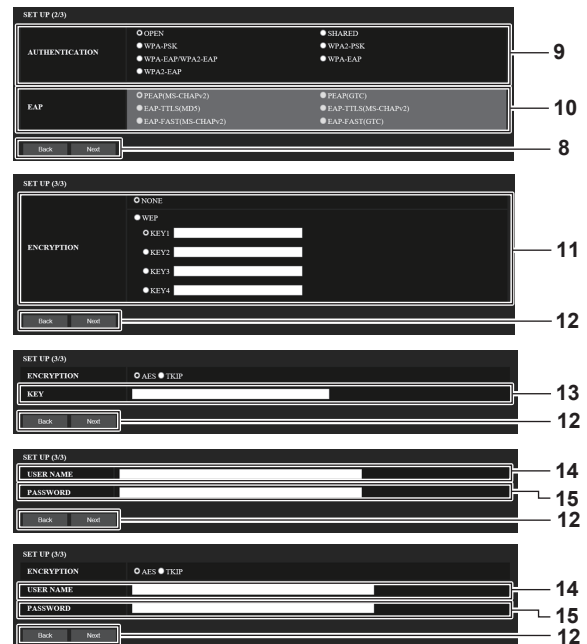 SET UP (2/3)
AUTHENTICATION
OPEN SHARED
WPA-PSK WPA2-PSK
WPA-EAP/WPA2-EAP WPA-EAP
WPA2-EAP
9
EAP
PEAP(MS-CHAPv2) PEAP(GTC)
EAP-TTLS(MD5) EAP-TTLS(MS-CHAPv2)
EAP-FAST(MS-CHAPv2) EAP-FAST(GTC)
10
Back Next
8
SET UP (3/3)
ENCRYPTION
NONE
WEP
KEY1
KEY2
KEY3
KEY4
11
Back Next
12
SET UP (3/3)
ENCRYPTION AES TKIP
KEY
13
Back Next
12
SET UP (3/3)
USER NAME
14
PASSWORD
15
Back Next
12
SET UP (3/3)
ENCRYPTION AES TKIP
USER NAME
14
PASSWORD
15
Back Next
12